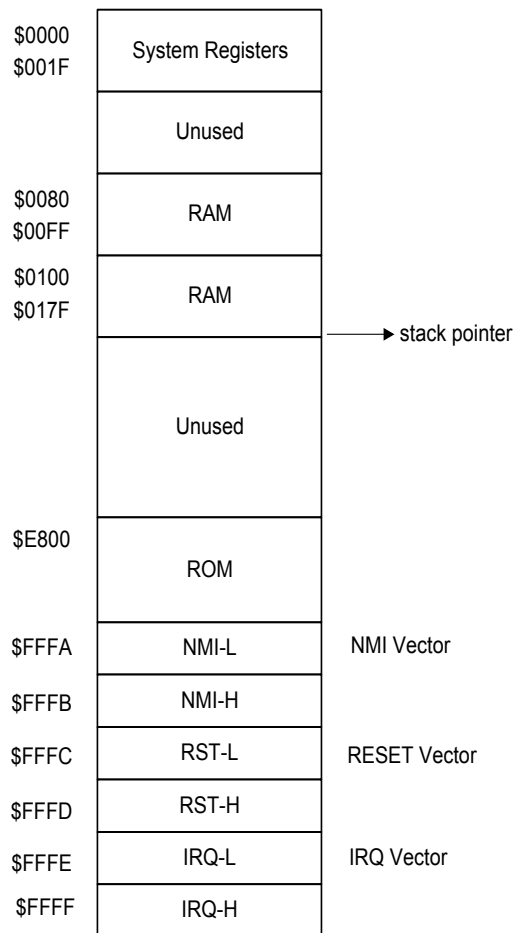 $0000
$001F
System Registers
Unused
$0080
$00FF
RAM
$0100
$017F
RAM
stack pointer
Unused
$E800
ROM
$FFFA NMI-L NMI Vector
$FFFB NMI-H
$FFFC RST-L RESET Vector
$FFFD RST-H
$FFFE IRQ-L IRQ Vector
$FFFF IRQ-H